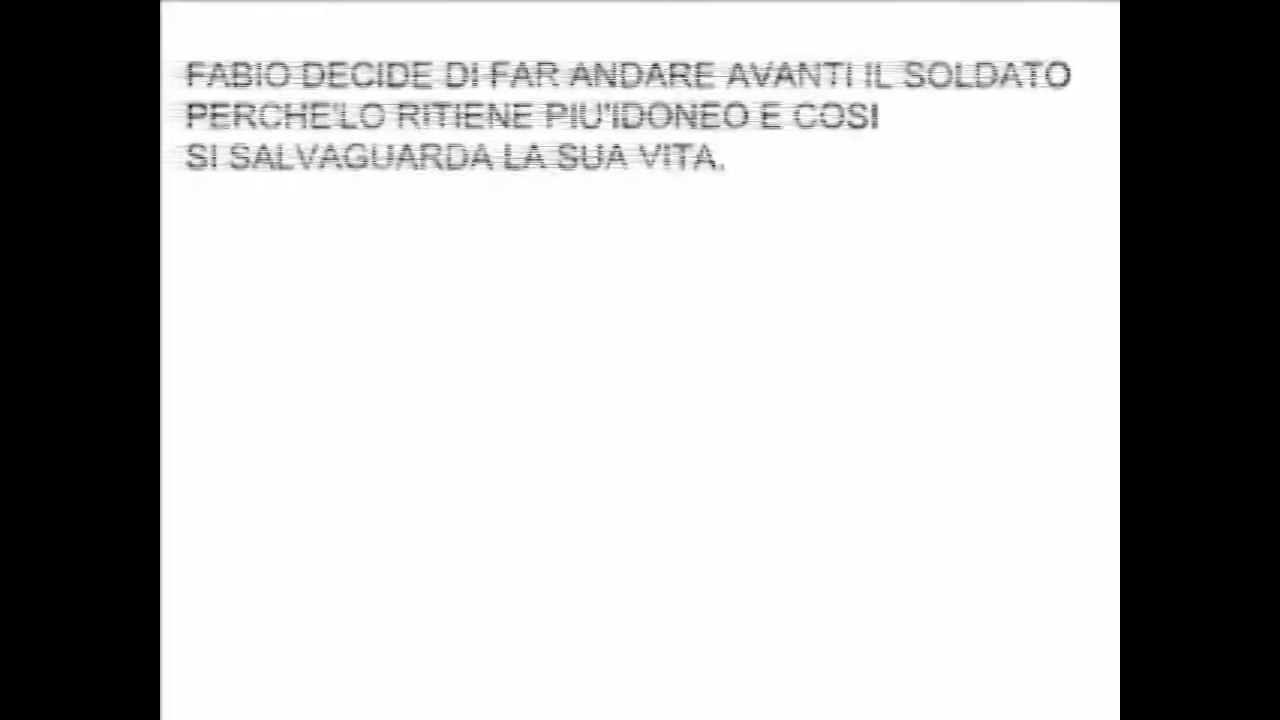 FABIO DECIDE DI FAR ANDARE AVANTI IL SOLDATO
PERCHE'LO RITIENE PIU'IDONEO E COSI
SI SALVAGUARDA LA SUA VITA.